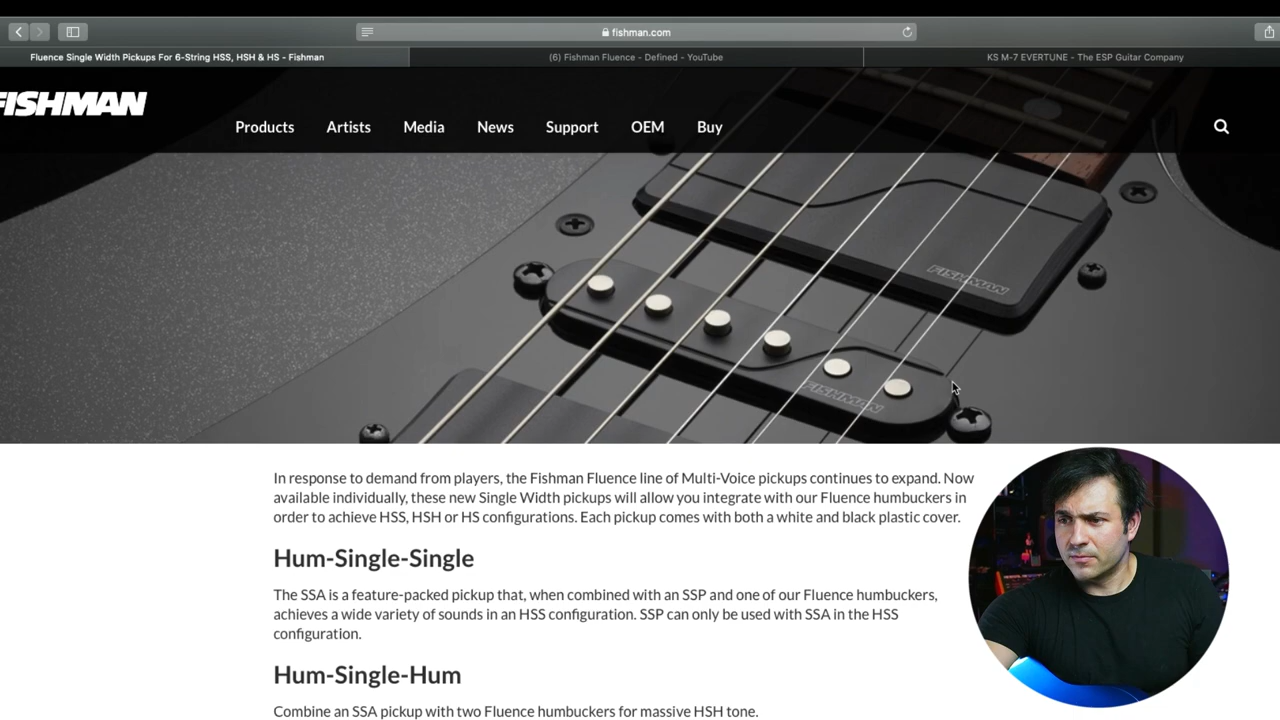 fishman.com
Fluence Single Width Pickups For 6-String HSS, HSH & HS - Fishman
(6) Fishman Fluence - Defined - YouTube
KS M-7 EVERTUNE - The ESP Guitar Company
FISHMAN
Products Artists Media News Support OEM Buy
FISHMAN
FISHMAN
In response to demand from players, the Fishman Fluence line of Multi-Voice pickups continues to expand. Now
available individually, these new Single Width pickups will allow you integrate with our Fluence humbuckers in
order to achieve HSS, HSH or HS configurations. Each pickup comes with both a white and black plastic cover.
Hum-Single-Single
The SSA is a feature-packed pickup that, when combined with an SSP and one of our Fluence humbuckers,
achieves a wide variety of sounds in an HSS configuration. SSP can only be used with SSA in the HSS
configuration.
Hum-Single-Hum
Combine an SSA pickup with two Fluence humbuckers for massive HSH tone.